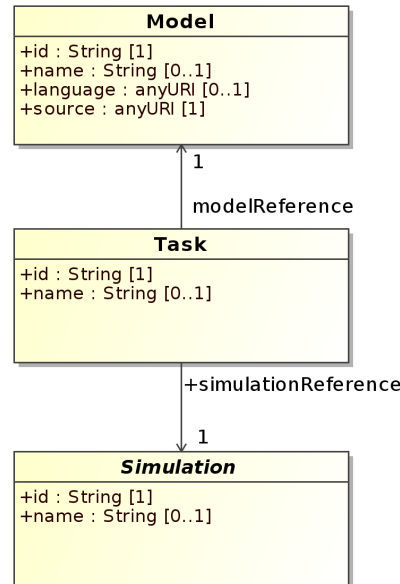 Model
+id : String [1]
+name : String [0..1]
+language : anyURI [0..1]
+source : anyURI [1]
1
modelReference
Task
+id : String [1]
+name : String [0..1]
+simulationReference
1
Simulation
+id : String [1]
+name : String [0..1]